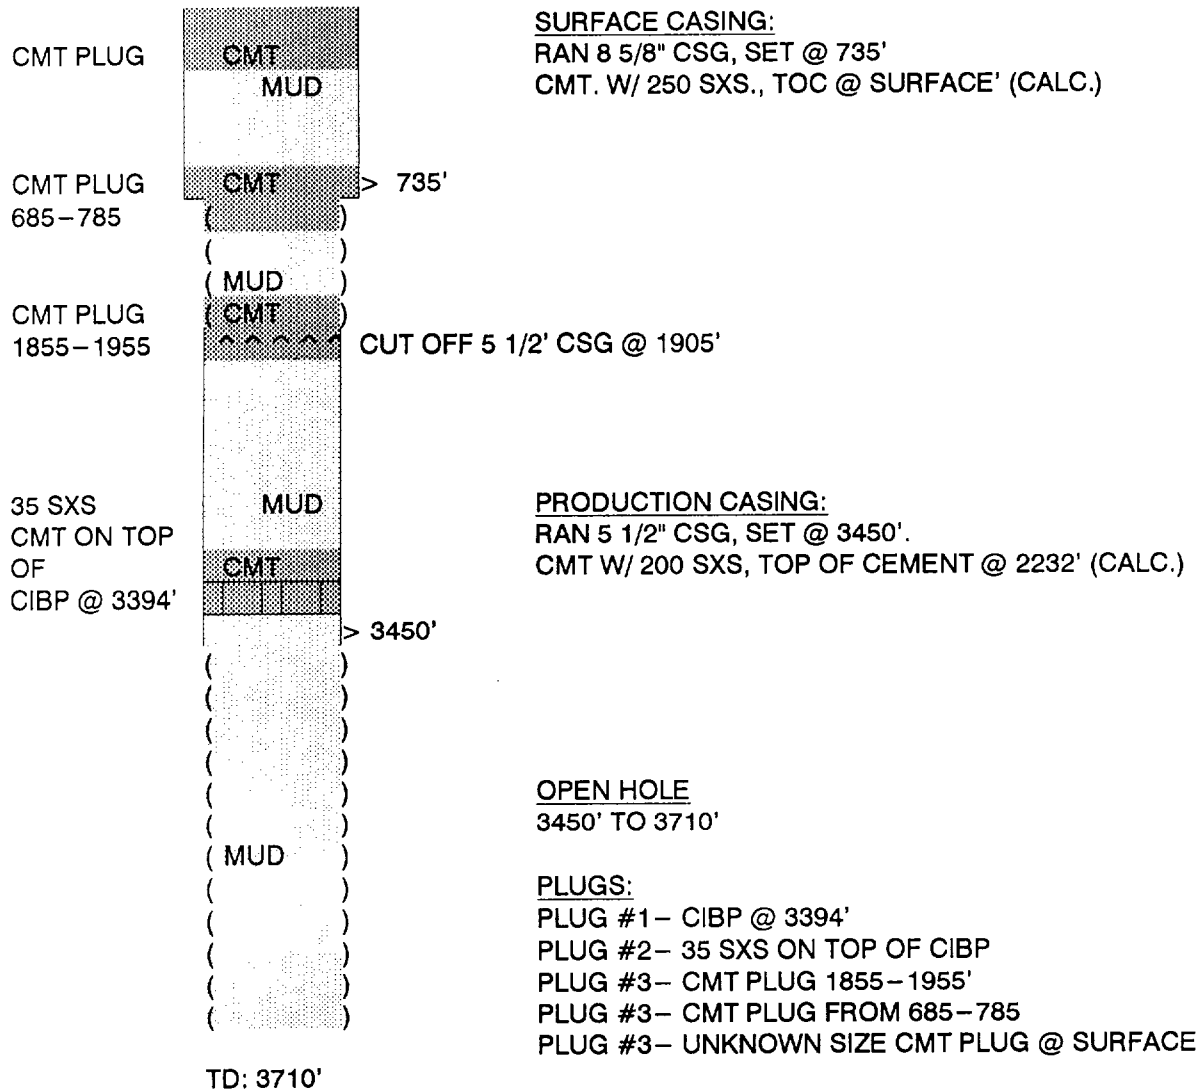 SURFACE CASING:
RAN 8 5/8" CSG, SET @ 735'
CMT. W/ 250 SXS., TOC @ SURFACE' (CALC.)
CMT PLUG
CMT
MUD
CMT PLUG
685-785
CMT
> 735'
MUD
CMT PLUG
1855-1955
CMT
CUT OFF 5 1/2' CSG @ 1905'
35 SXS
CMT ON TOP
OF
CIBP @ 3394'
MUD
CMT
PRODUCTION CASING:
RAN 5 1/2" CSG, SET @ 3450'.
CMT W/ 200 SXS, TOP OF CEMENT @ 2232' (CALC.)
> 3450'
MUD
OPEN HOLE
3450' TO 3710'
PLUGS:
PLUG #1- CIBP @ 3394'
PLUG #2- 35 SXS ON TOP OF CIBP
PLUG #3- CMT PLUG 1855-1955'
PLUG #3- CMT PLUG FROM 685-785
PLUG #3- UNKNOWN SIZE CMT PLUG @ SURFACE
TD: 3710'